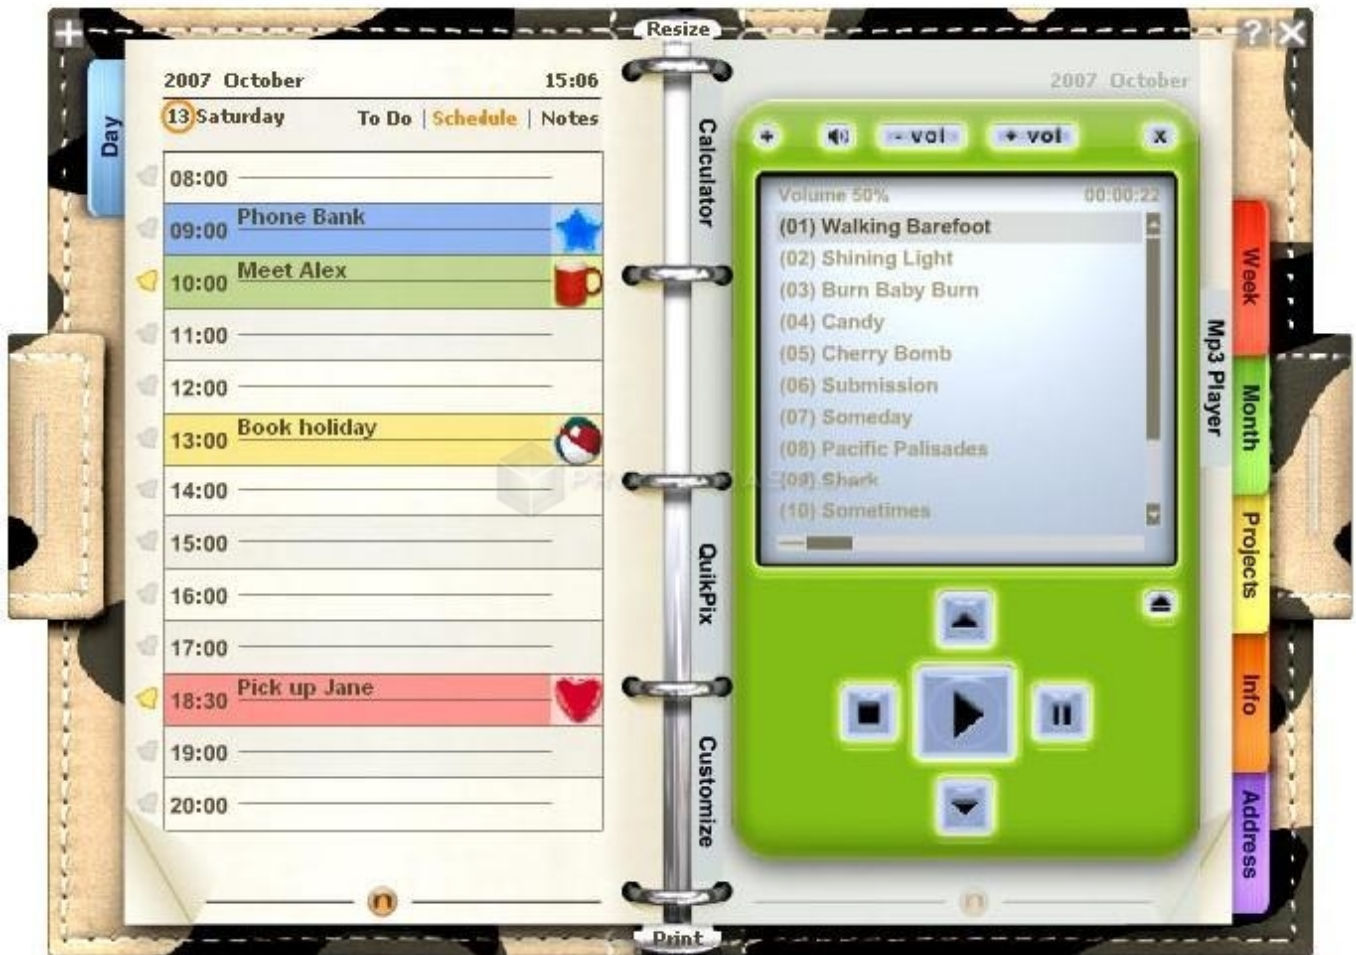 Resize
2007 October 15:06
13 Saturday To Do | Schedule | Notes
Day
08:00
09:00 Phone Bank
10:00 Meet Alex
11:00
12:00
13:00 Book holiday
14:00
15:00
16:00
17:00
18:30 Pick up Jane
19:00
20:00
Calculator
QuikPix
Customize
Print
2007 October
- vol + vol x
Volume 50% 00:00:22
(01) Walking Barefoot
(02) Shining Light
(03) Burn Baby Burn
(04) Candy
(05) Cherry Bomb
(06) Submission
(07) Someday
(08) Pacific Palisades
(09) Shark
(10) Sometimes
Mp3 Player
Week
Month
Projects
Info
Address